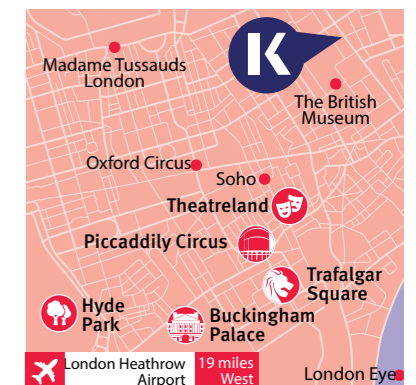 K
Madame Tussauds
London
The British
Museum
Oxford Circus
Soho
Theatreland
Piccadilly Circus
Trafalgar
Square
Hyde
Park
Buckingham
Palace
London Heathrow
Airport
19 miles
West
London Eye